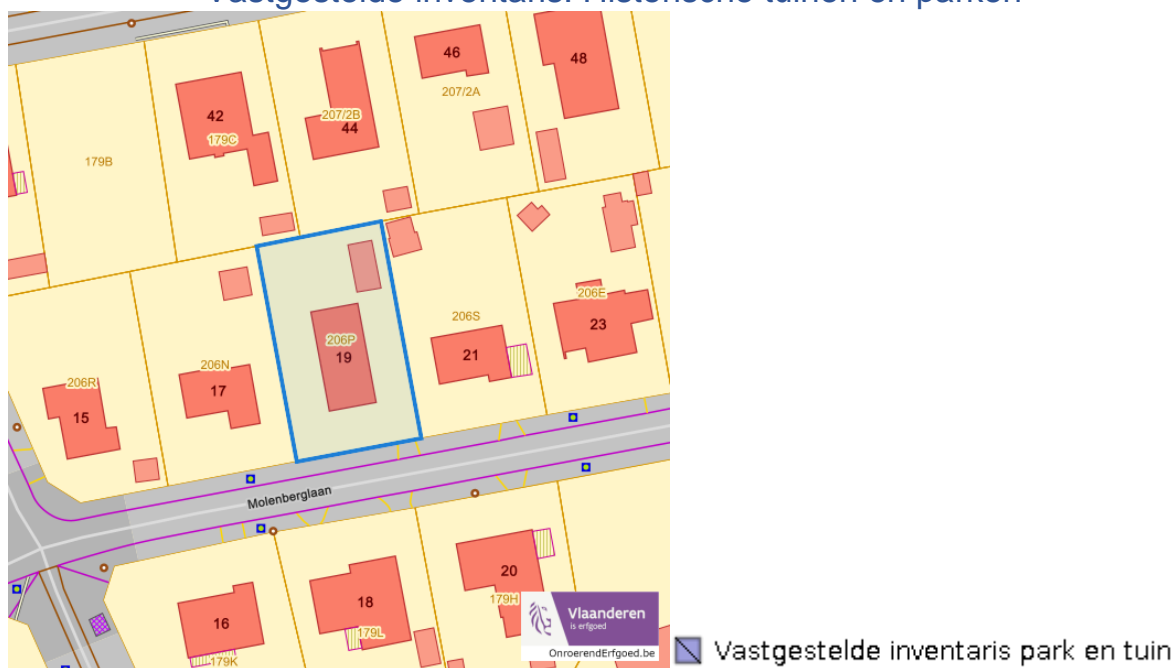 Vastgestelde inventaris: Historische tuinen en parken
46
48
207/2A
42
207/2B
44
179C
179B
206E
206S
23
206P
21
19
206N
206R
17
15
Molenberglaan
20
18
16
179H
179L
179K
Vlaanderen
is erfgoed
OnroerendErfgoed.be
Vastgestelde inventaris park en tuin